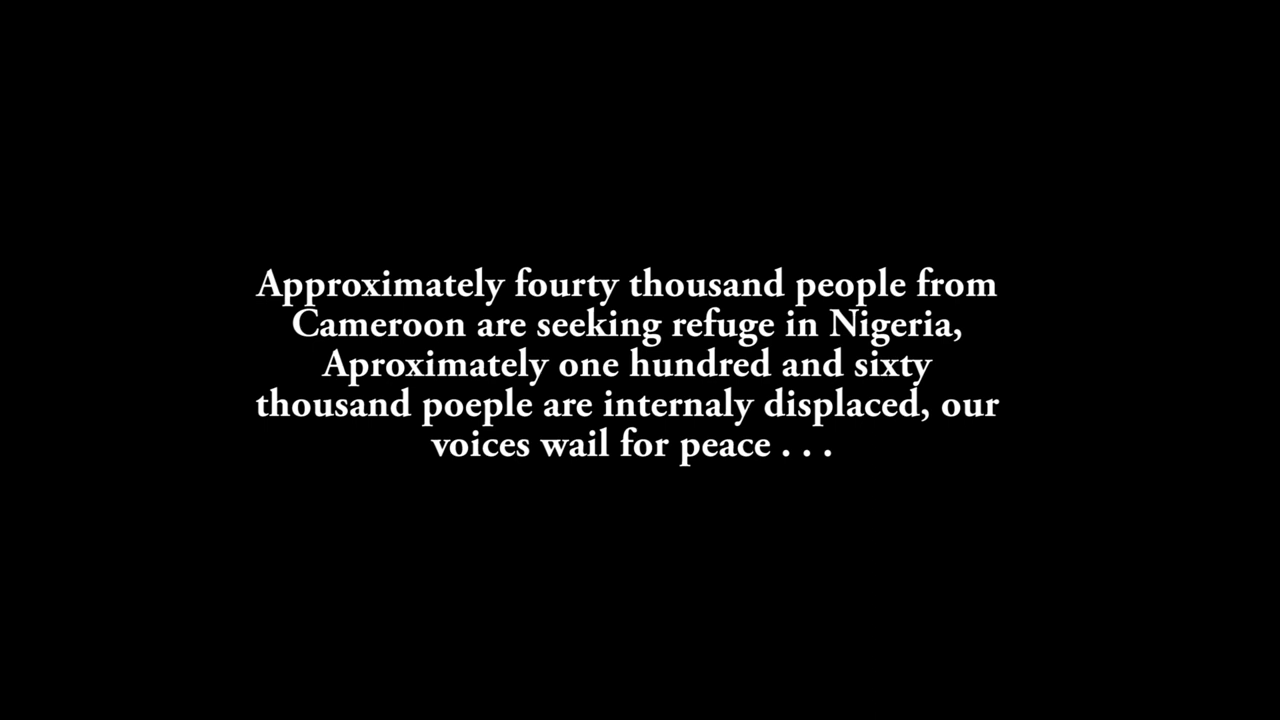 Approximately fourty thousand people from
Cameroon are seeking refuge in Nigeria,
Aproximately one hundred and sixty
thousand poeple are internaly displaced, our
voices wail for peace . . .